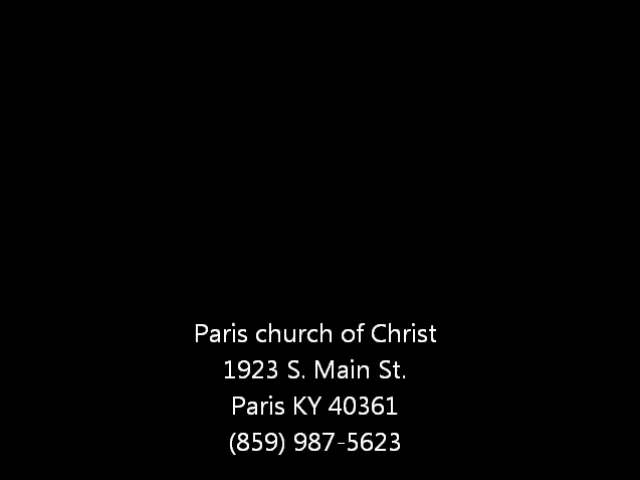 Paris church of Christ
1923 S. Main St.
Paris KY 40361
(859) 987-5623